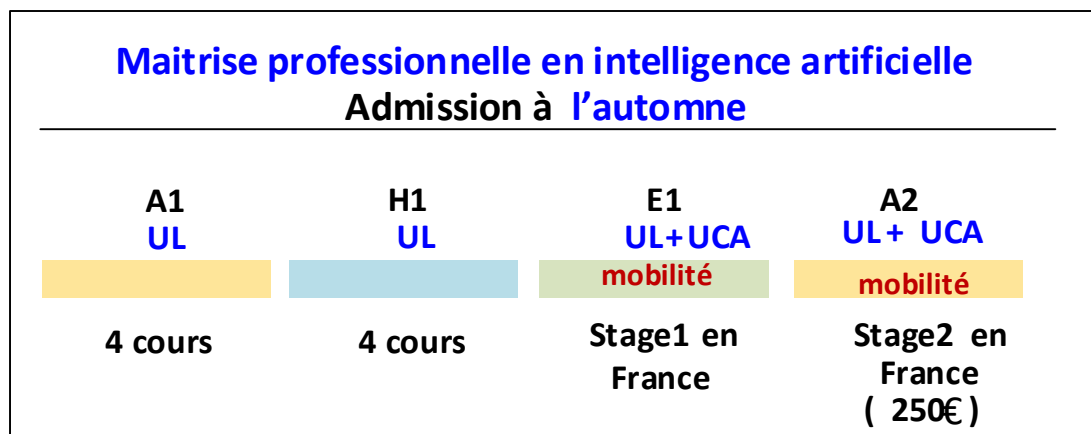 Maitrise professionnelle en intelligence artificielle
Admission à l'automne
A1
UL
4 cours
H1
UL
4 cours
E1
UL+UCA
mobilité
Stage1 en
France
A2
UL+ UCA
mobilité
Stage2 en
France
( 250€ )